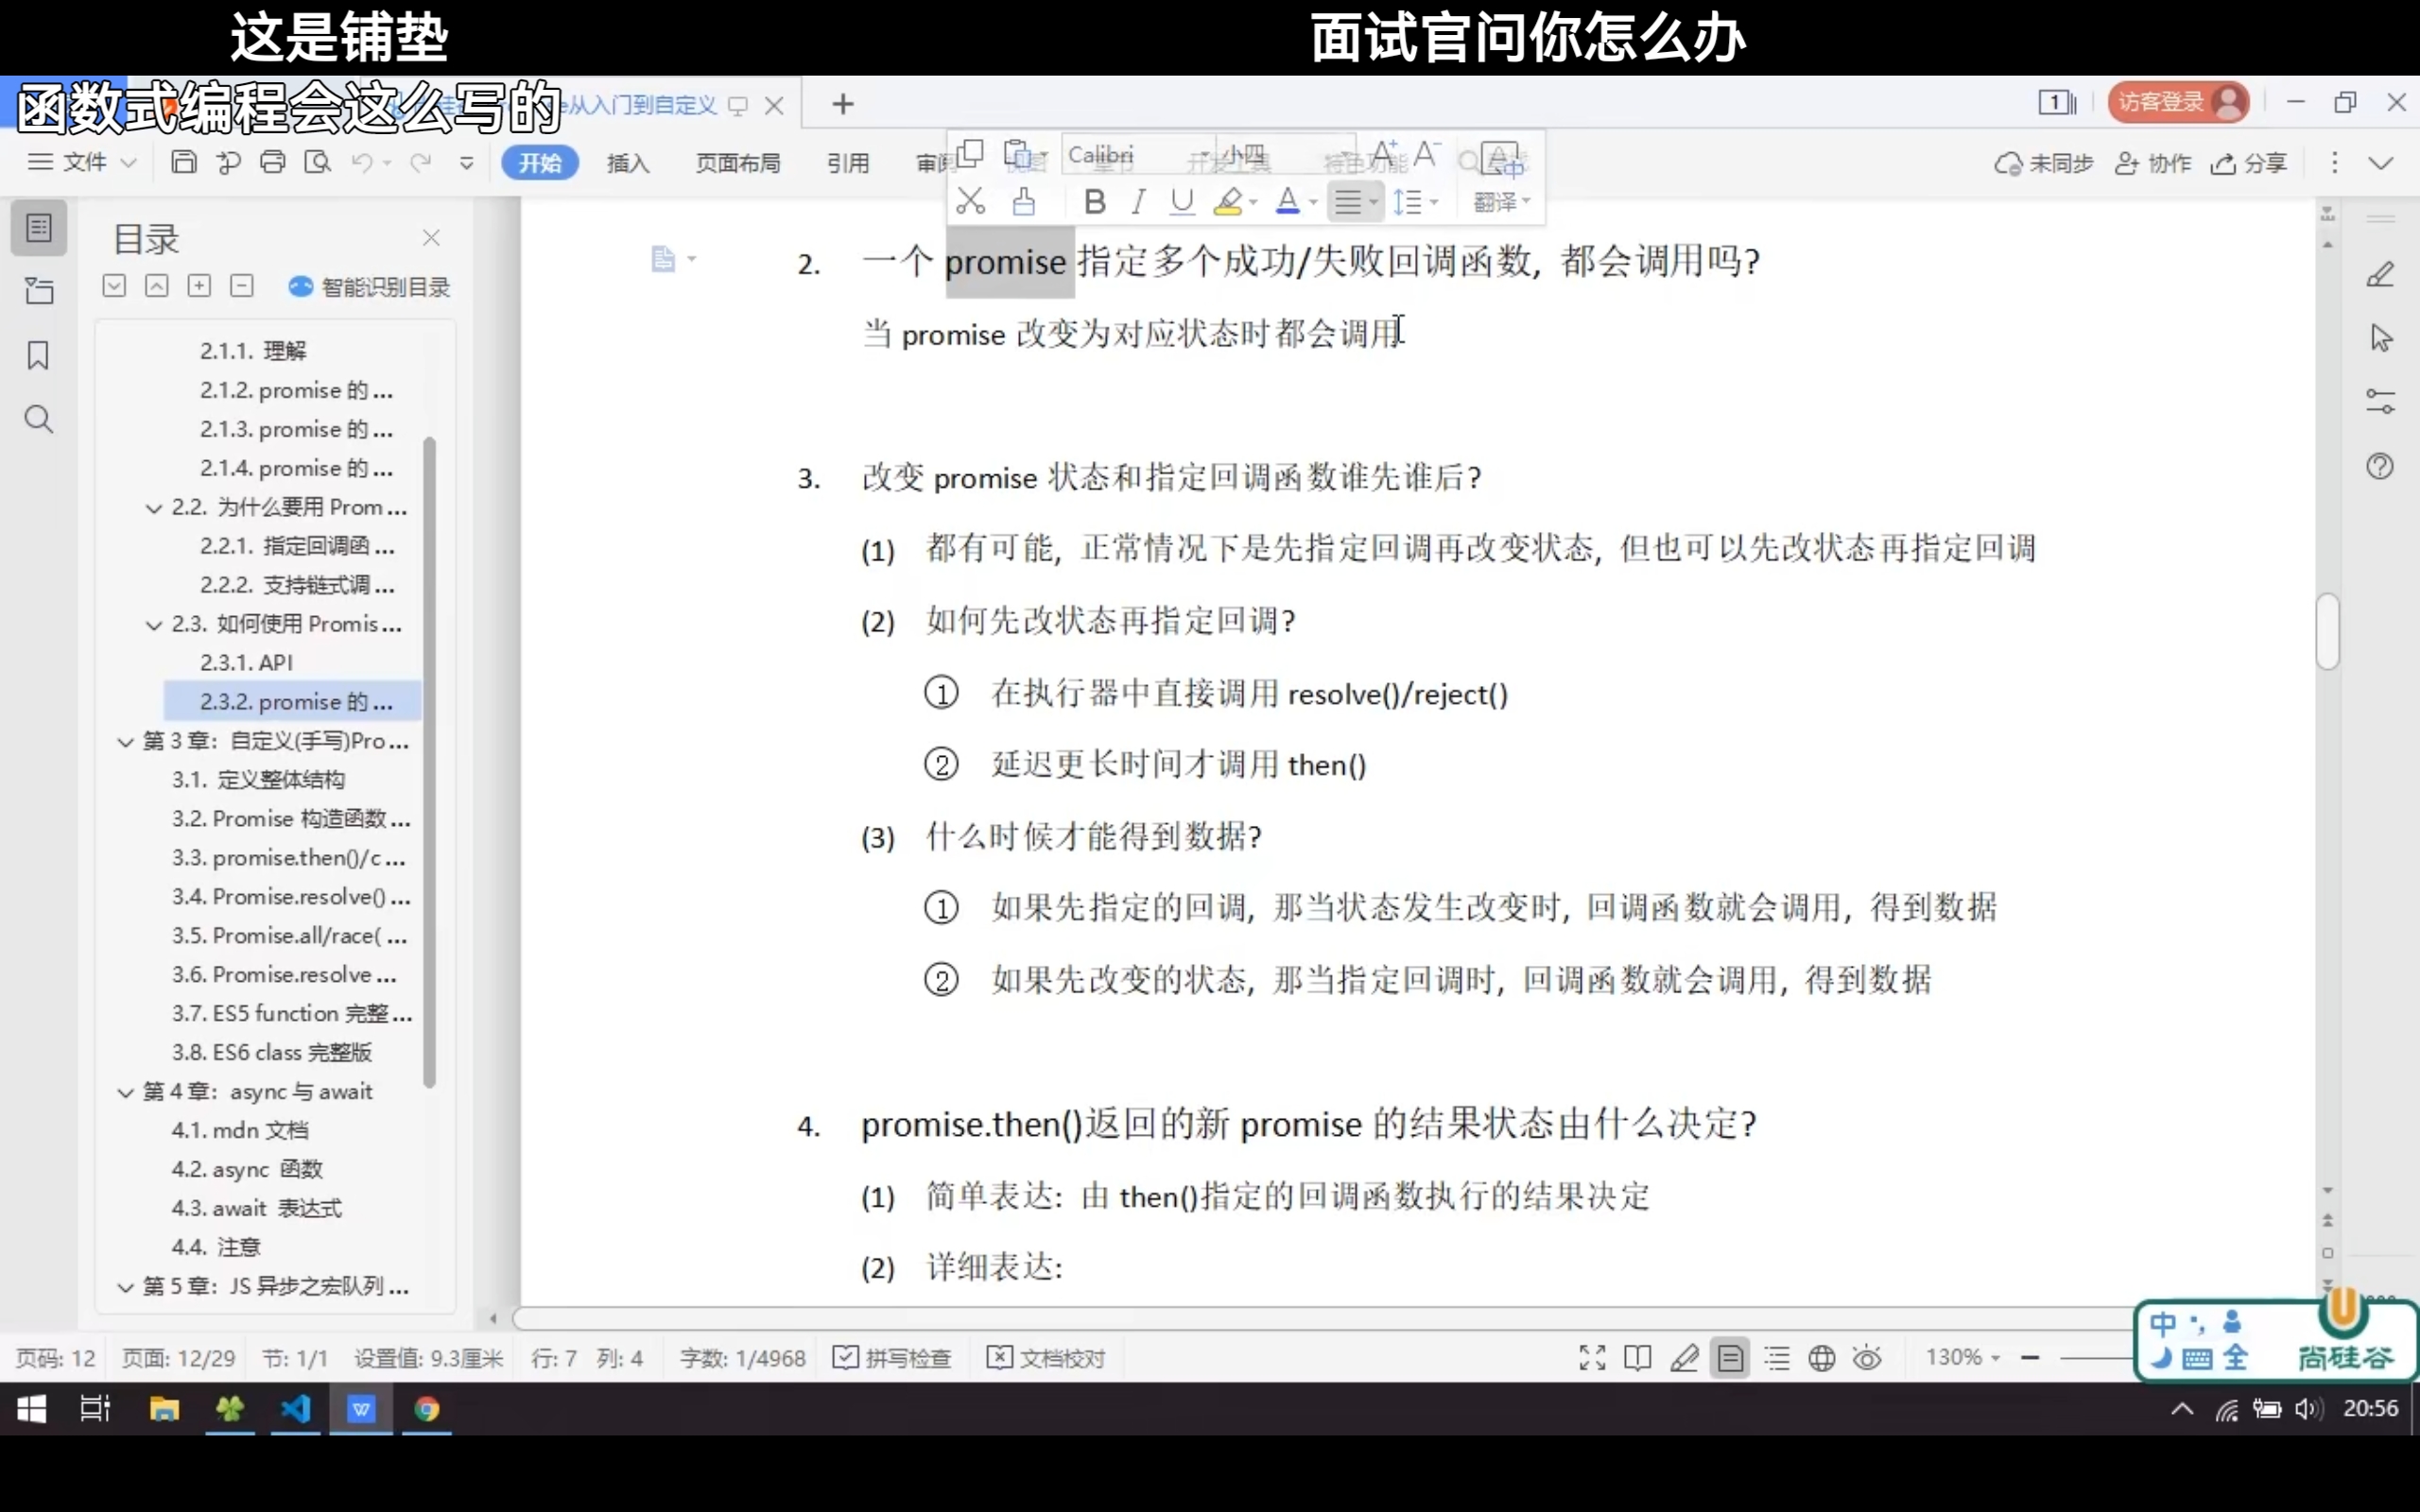 这是铺垫
面试官问你怎么办
函数式编程会这么写的
从入门到自定义
访客登录
文件
开始
插入
页面布局
引用
未同步
协作
分享
Calibri
小四
翻译
目录
智能识别目录
2.1.1. 理解
2.1.2. promise 的 ...
2.1.3. promise 的 ...
2.1.4. promise 的 ...
2.2. 为什么要用 Prom ...
2.2.1. 指定回调函 ...
2.2.2. 支持链式调 ...
2.3. 如何使用 Promis ...
2.3.1. API
2.3.2. promise 的 ...
第 3 章: 自定义(手写)Pro ...
3.1. 定义整体结构
3.2. Promise 构造函数 ...
3.3. promise.then()/c ...
3.4. Promise.resolve() ...
3.5. Promise.all/race( ...
3.6. Promise.resolve ...
3.7. ES5 function 完整 ...
3.8. ES6 class 完整版
第 4 章: async 与 await
4.1. mdn 文档
4.2. async 函数
4.3. await 表达式
4.4. 注意
第 5 章: JS 异步之宏队列 ...
2. 一个 promise 指定多个成功/失败回调函数, 都会调用吗?
当 promise 改变为对应状态时都会调用
3. 改变 promise 状态和指定回调函数谁先谁后?
(1) 都有可能, 正常情况下是先指定回调再改变状态, 但也可以先改状态再指定回调
(2) 如何先改状态再指定回调?
① 在执行器中直接调用 resolve()/reject()
② 延迟更长时间才调用 then()
(3) 什么时候才能得到数据?
① 如果先指定的回调, 那当状态发生改变时, 回调函数就会调用, 得到数据
② 如果先改变的状态, 那当指定回调时, 回调函数就会调用, 得到数据
4. promise.then()返回的新 promise 的结果状态由什么决定?
(1) 简单表达: 由 then()指定的回调函数执行的结果决定
(2) 详细表达:
页码: 12
页面: 12/29
节: 1/1
设置值: 9.3厘米
行: 7
列: 4
字数: 1/4968
拼写检查
文档校对
130%
中
全
尚硅谷
20:56